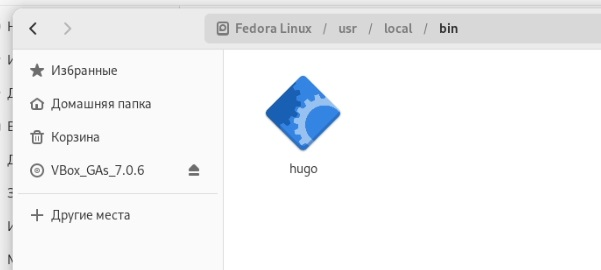 Fedora Linux / usr / local / bin
Избранные
Домашняя папка
Корзина
VBox_GAs_7.0.6
Другие места
hugo